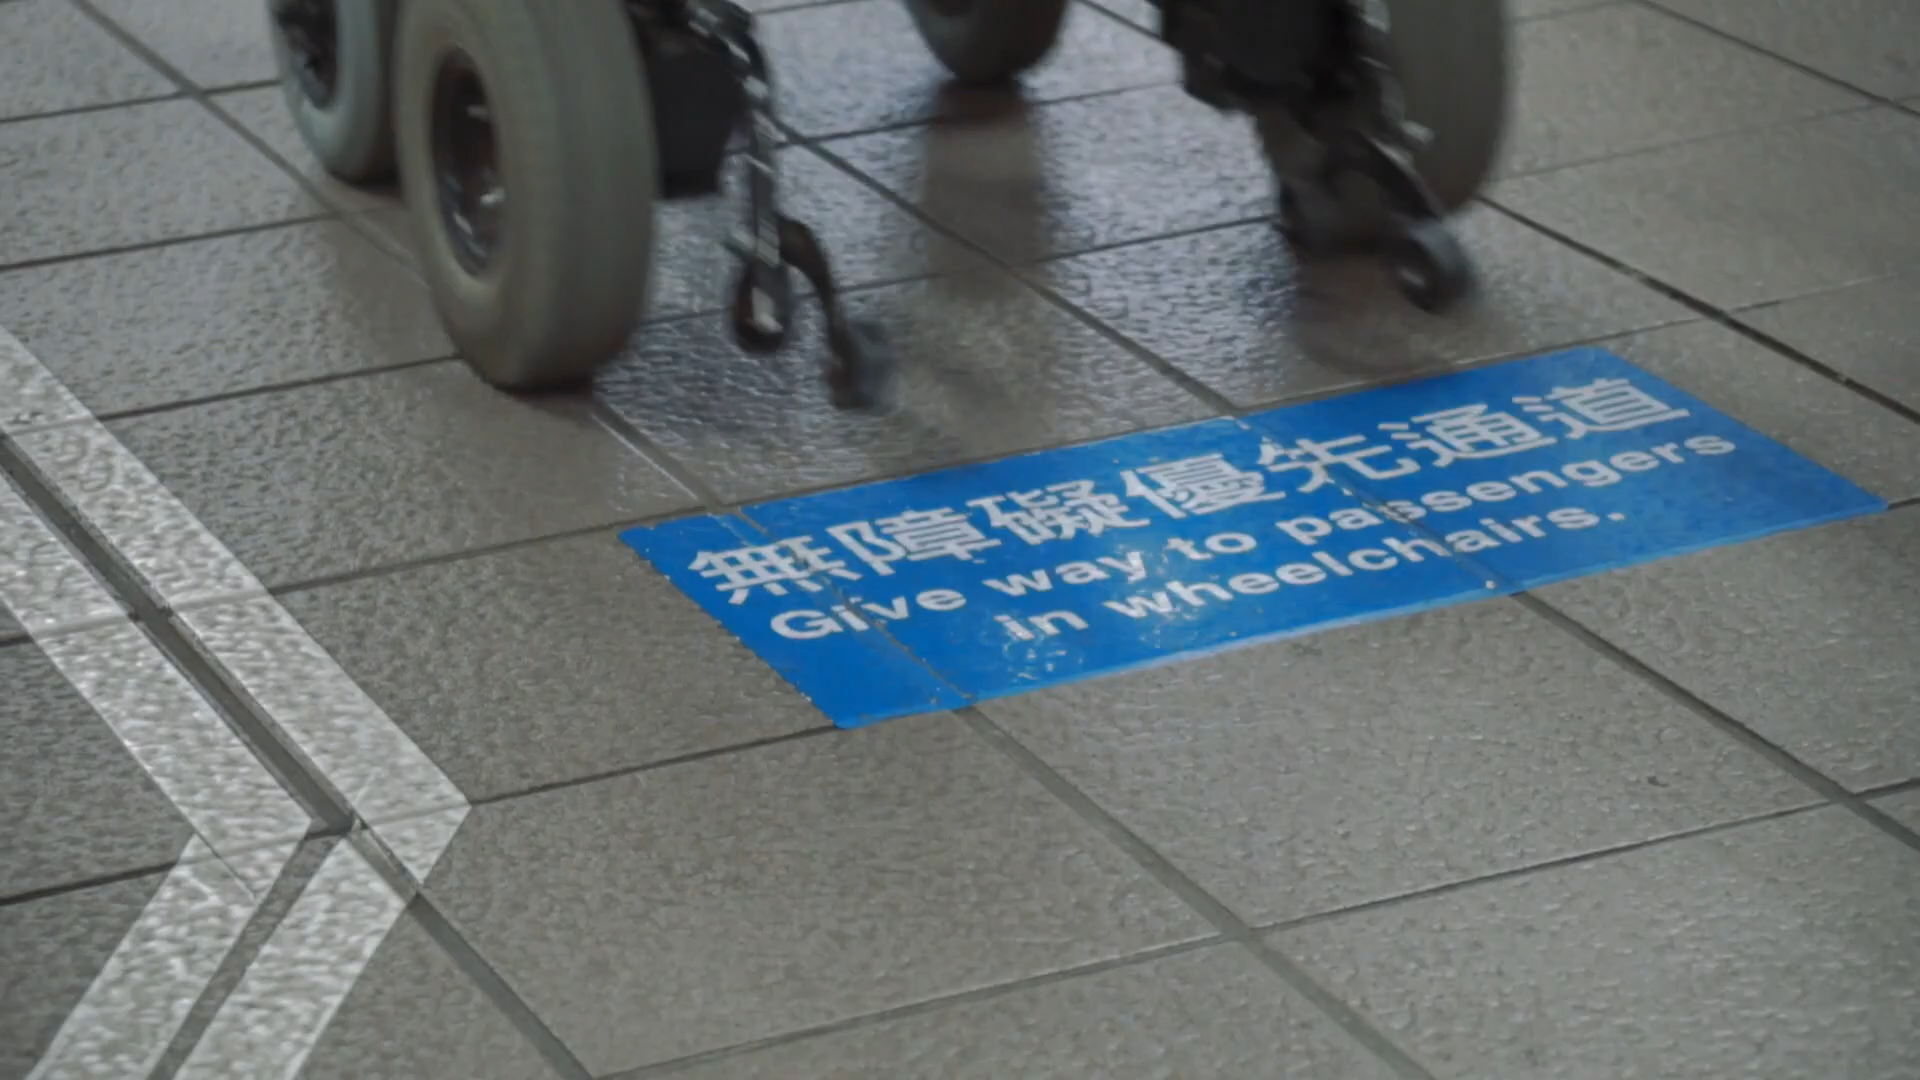 無障礙優先通道
Give way to passengers
in wheelchairs.